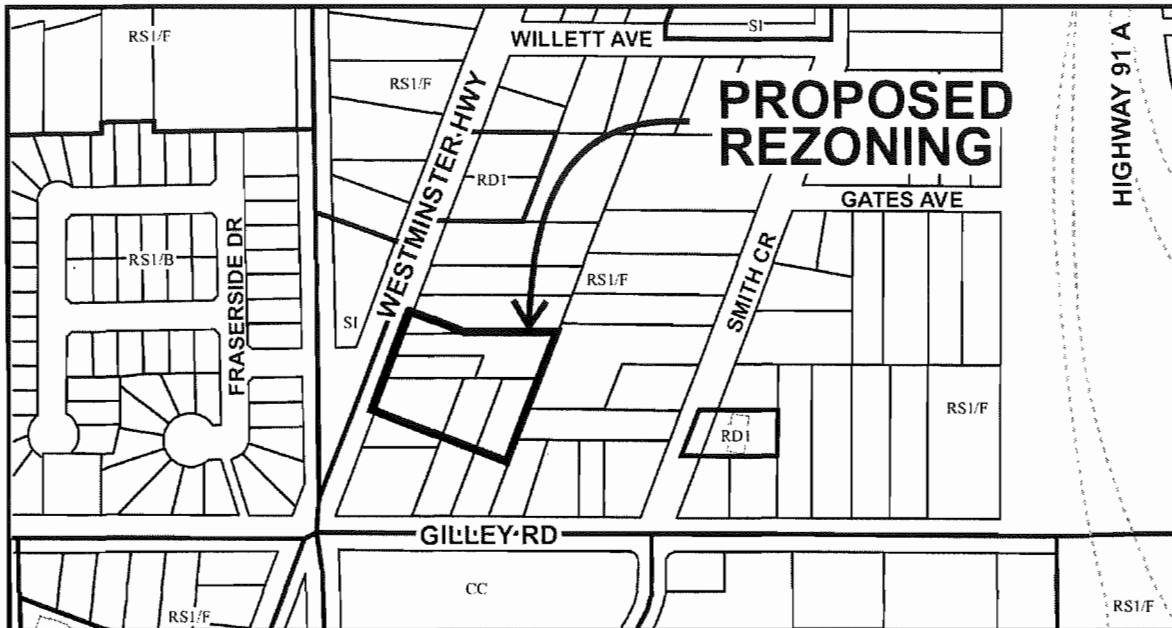 RS1/F
WILLETT AVE
SI
HIGHWAY 91 A
RS1/F
WESTMINSTER HWY
PROPOSED
REZONING
RD1
GATES AVE
RS1/B
FRASERSIDE DR
RS1/F
SMITH CR
SI
RS1/F
RD1
GILLEY RD
CC
RS1/F
RS1/F